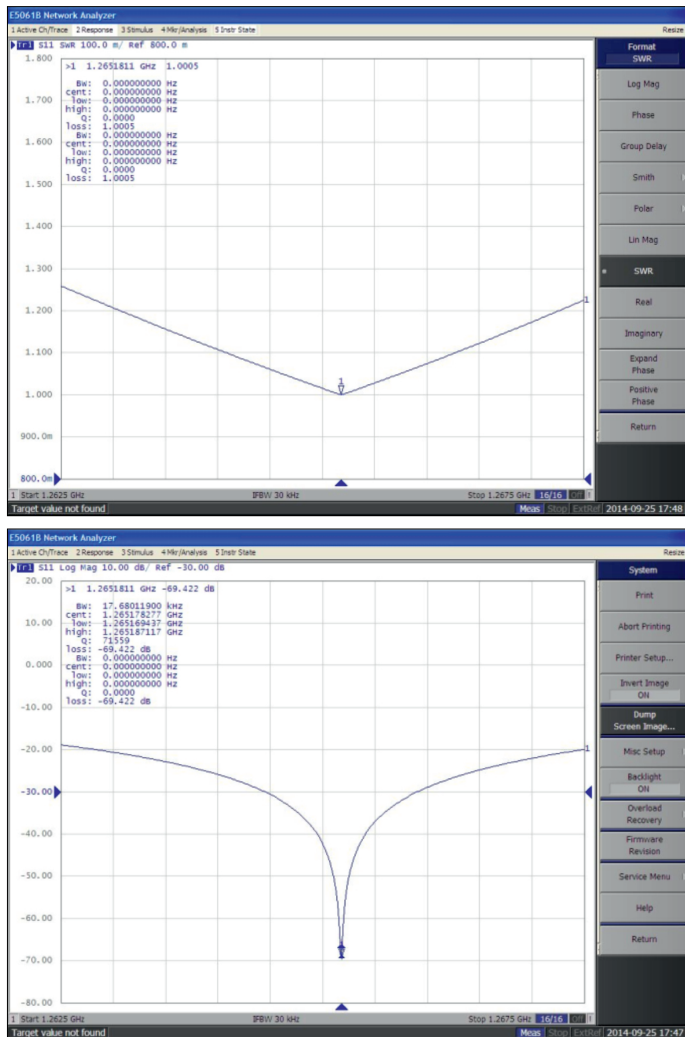 E5061B Network Analyzer
1 Active Ch/Trace 2 Response 3 Stimulus 4 Mkr/Analysis 5 Instr State
Resize
Tr1 S11 SWR 100.0 m/ Ref 800.0 m
1.800
1.700
1.600
1.500
1.400
1.300
1.200
1.100
1.000
900.0m
800.0m
>1 1.2651811 GHz 1.0005
BW: 0.000000000 Hz
cent: 0.000000000 Hz
low: 0.000000000 Hz
high: 0.000000000 Hz
Q: 0.0000
loss: 1.0005
BW: 0.000000000 Hz
cent: 0.000000000 Hz
low: 0.000000000 Hz
high: 0.000000000 Hz
Q: 0.0000
loss: 1.0005
1
1
Format
SWR
Log Mag
Phase
Group Delay
Smith
Polar
Lin Mag
SWR
Real
Imaginary
Expand
Phase
Positive
Phase
Return
1 Start 1.2625 GHz IFBW 30 kHz Stop 1.2675 GHz 16/16 Off !
Target value not found Meas Stop ExtRef 2014-09-25 17:48
E5061B Network Analyzer
1 Active Ch/Trace 2 Response 3 Stimulus 4 Mkr/Analysis 5 Instr State
Resize
Tr1 S11 Log Mag 10.00 dB/ Ref -30.00 dB
20.00
10.00
0.000
-10.00
-20.00
-30.00
-40.00
-50.00
-60.00
-70.00
-80.00
>1 1.2651811 GHz -69.422 dB
BW: 17.68011900 kHz
cent: 1.265178277 GHz
low: 1.265169437 GHz
high: 1.265187117 GHz
Q: 71559
loss: -69.422 dB
BW: 0.000000000 Hz
cent: 0.000000000 Hz
low: 0.000000000 Hz
high: 0.000000000 Hz
Q: 0.0000
loss: -69.422 dB
1
System
Print
Abort Printing
Printer Setup...
Invert Image
ON
Dump
Screen Image...
Misc Setup
Backlight
ON
Overload
Recovery
Firmware
Revision
Service Menu
Help
Return
1 Start 1.2625 GHz IFBW 30 kHz Stop 1.2675 GHz 16/16 Off !
Target value not found Meas Stop ExtRef 2014-09-25 17:47